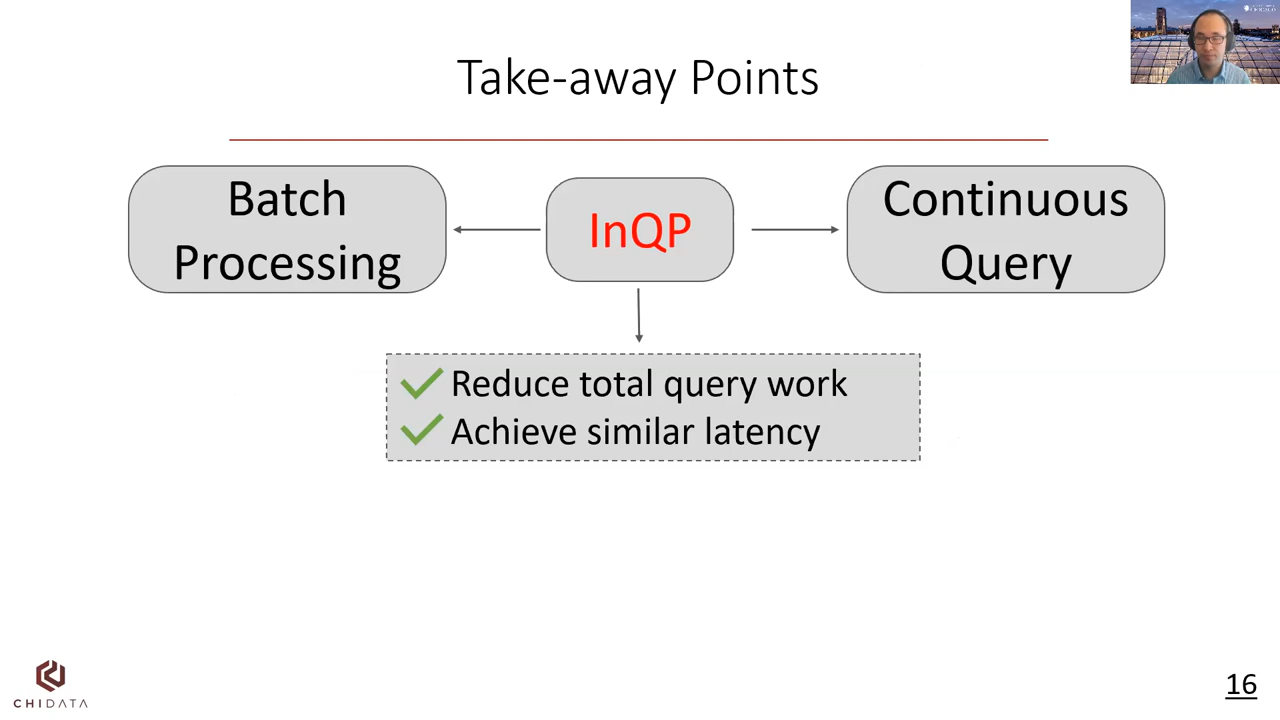 Take-away Points
Batch
Processing
InQP
Continuous
Query
Reduce total query work
Achieve similar latency
CHIDATA
16